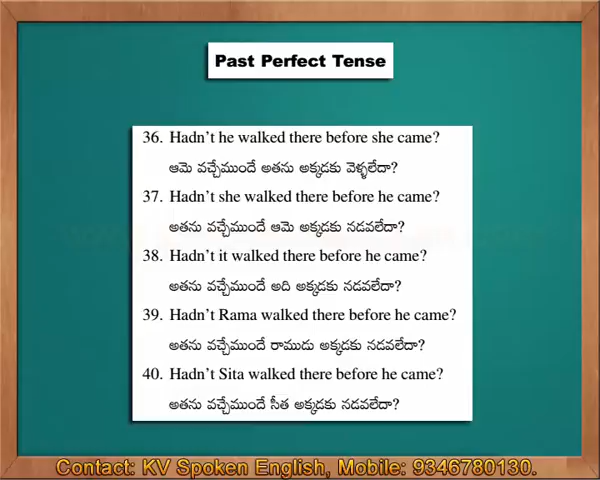 Past Perfect Tense
36. Hadn't he walked there before she came?
ఆమె వచ్చేముందే అతను అక్కడకు వెళ్ళలేదా?
37. Hadn't she walked there before he came?
అతను వచ్చేముందే ఆమె అక్కడకు నడవలేదా?
38. Hadn't it walked there before he came?
అతను వచ్చేముందే అది అక్కడకు నడవలేదా?
39. Hadn't Rama walked there before he came?
అతను వచ్చేముందే రాముడు అక్కడకు నడవలేదా?
40. Hadn't Sita walked there before he came?
అతను వచ్చేముందే సీత అక్కడకు నడవలేదా?
Contact: KV Spoken English, Mobile: 9346780130.